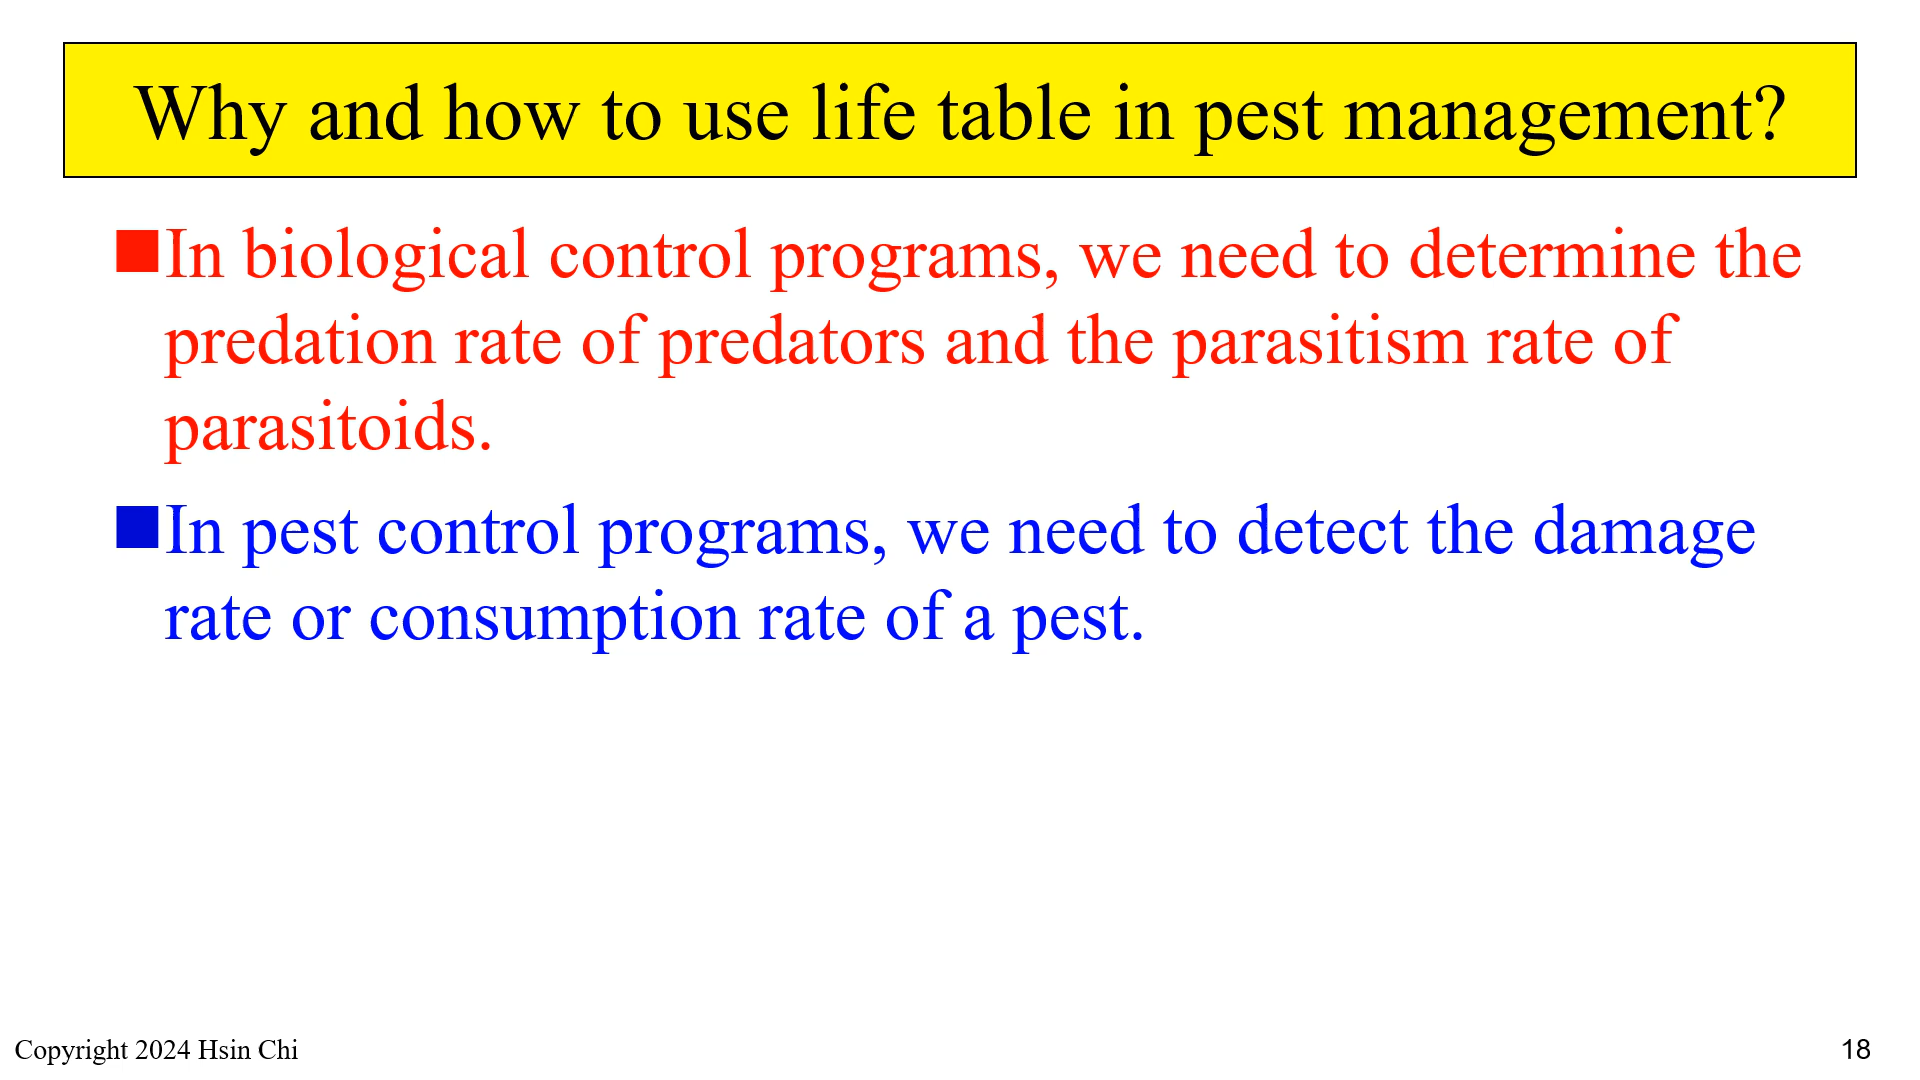 Why and how to use life table in pest management?
In biological control programs, we need to determine the
predation rate of predators and the parasitism rate of
parasitoids.
In pest control programs, we need to detect the damage
rate or consumption rate of a pest.
Copyright 2024 Hsin Chi
18